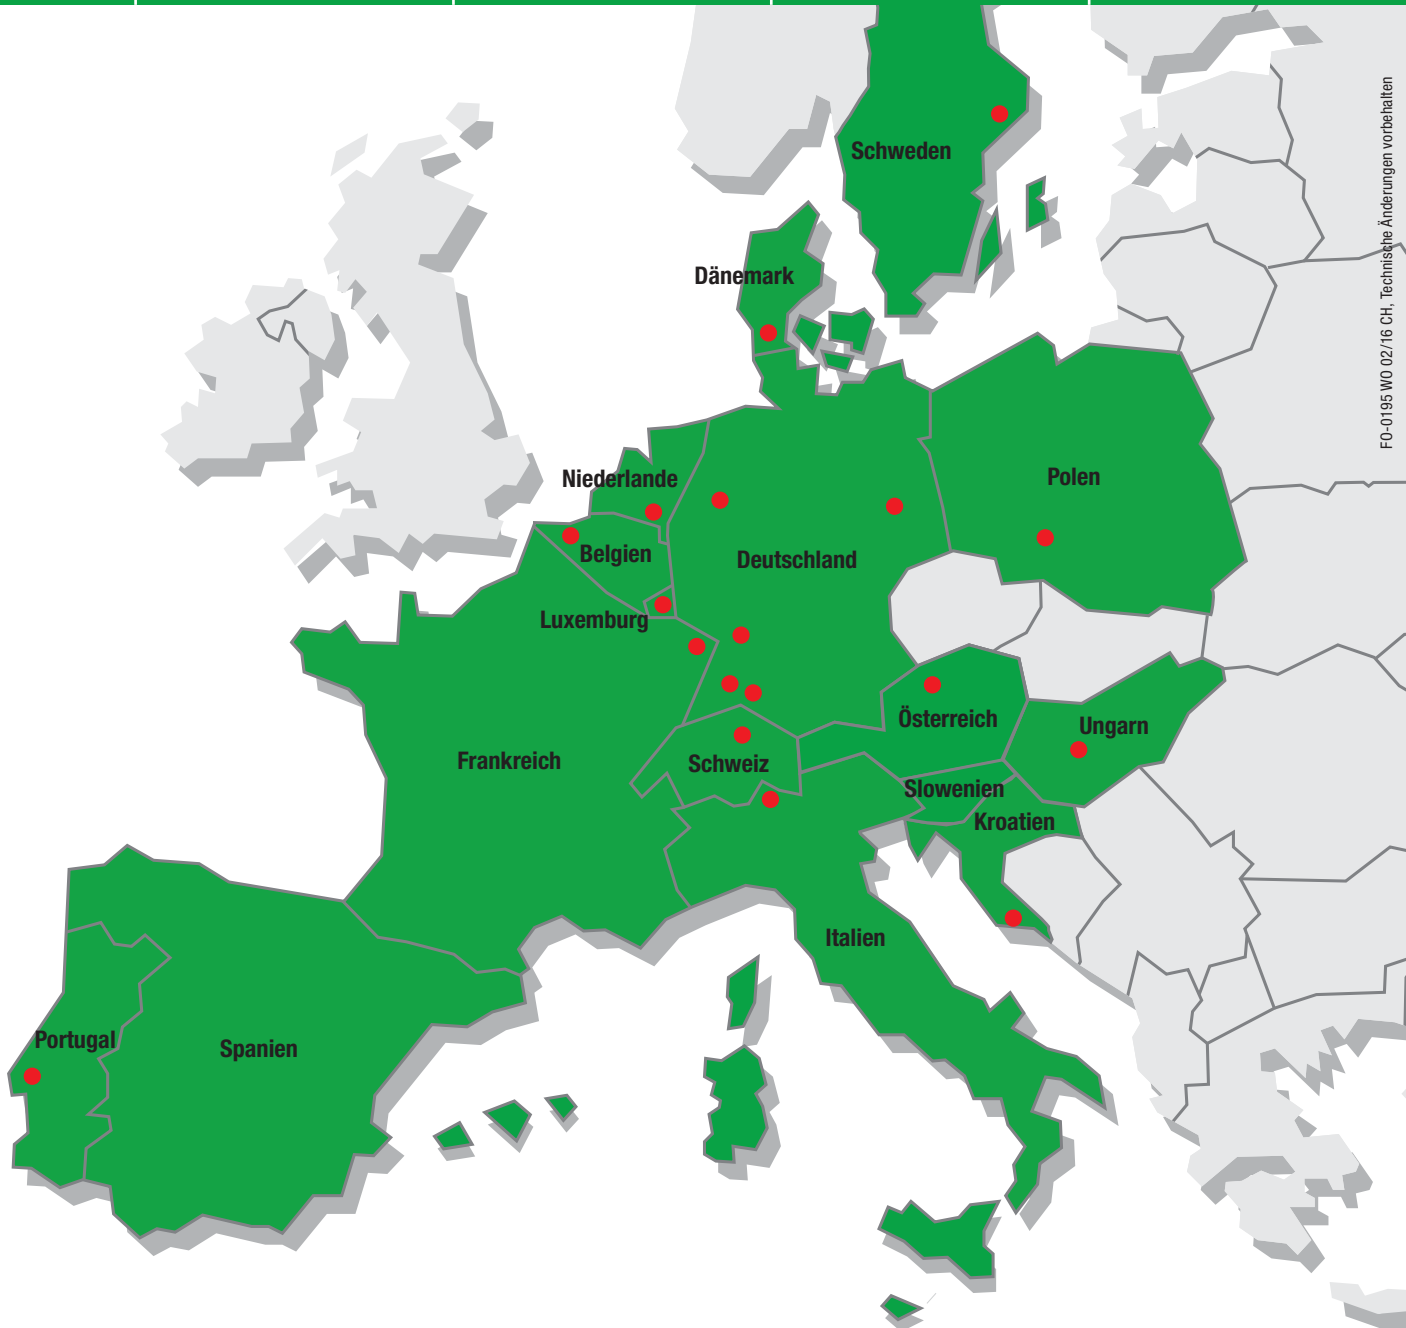 Schweden
Dänemark
Niederlande
Polen
Belgien
Deutschland
Luxemburg
Österreich
Ungarn
Frankreich
Schweiz
Slowenien
Kroatien
Italien
Portugal
Spanien
FO-0195 WO 02/16 CH, Technische Änderungen vorbehalten